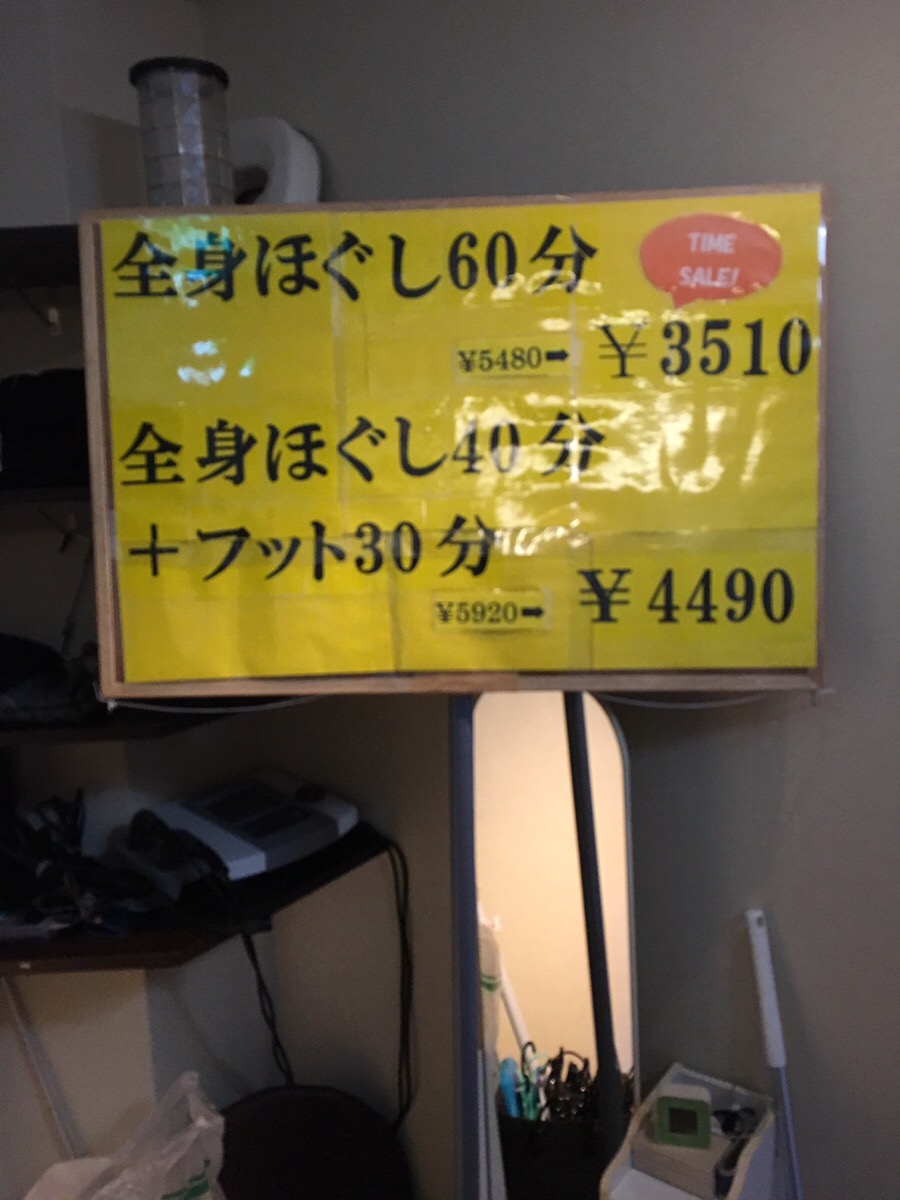 全身ほぐし60分
TIME
SALE!
¥5480➡ ¥3510
全身ほぐし40分
＋フット30分
¥5920➡ ¥4490